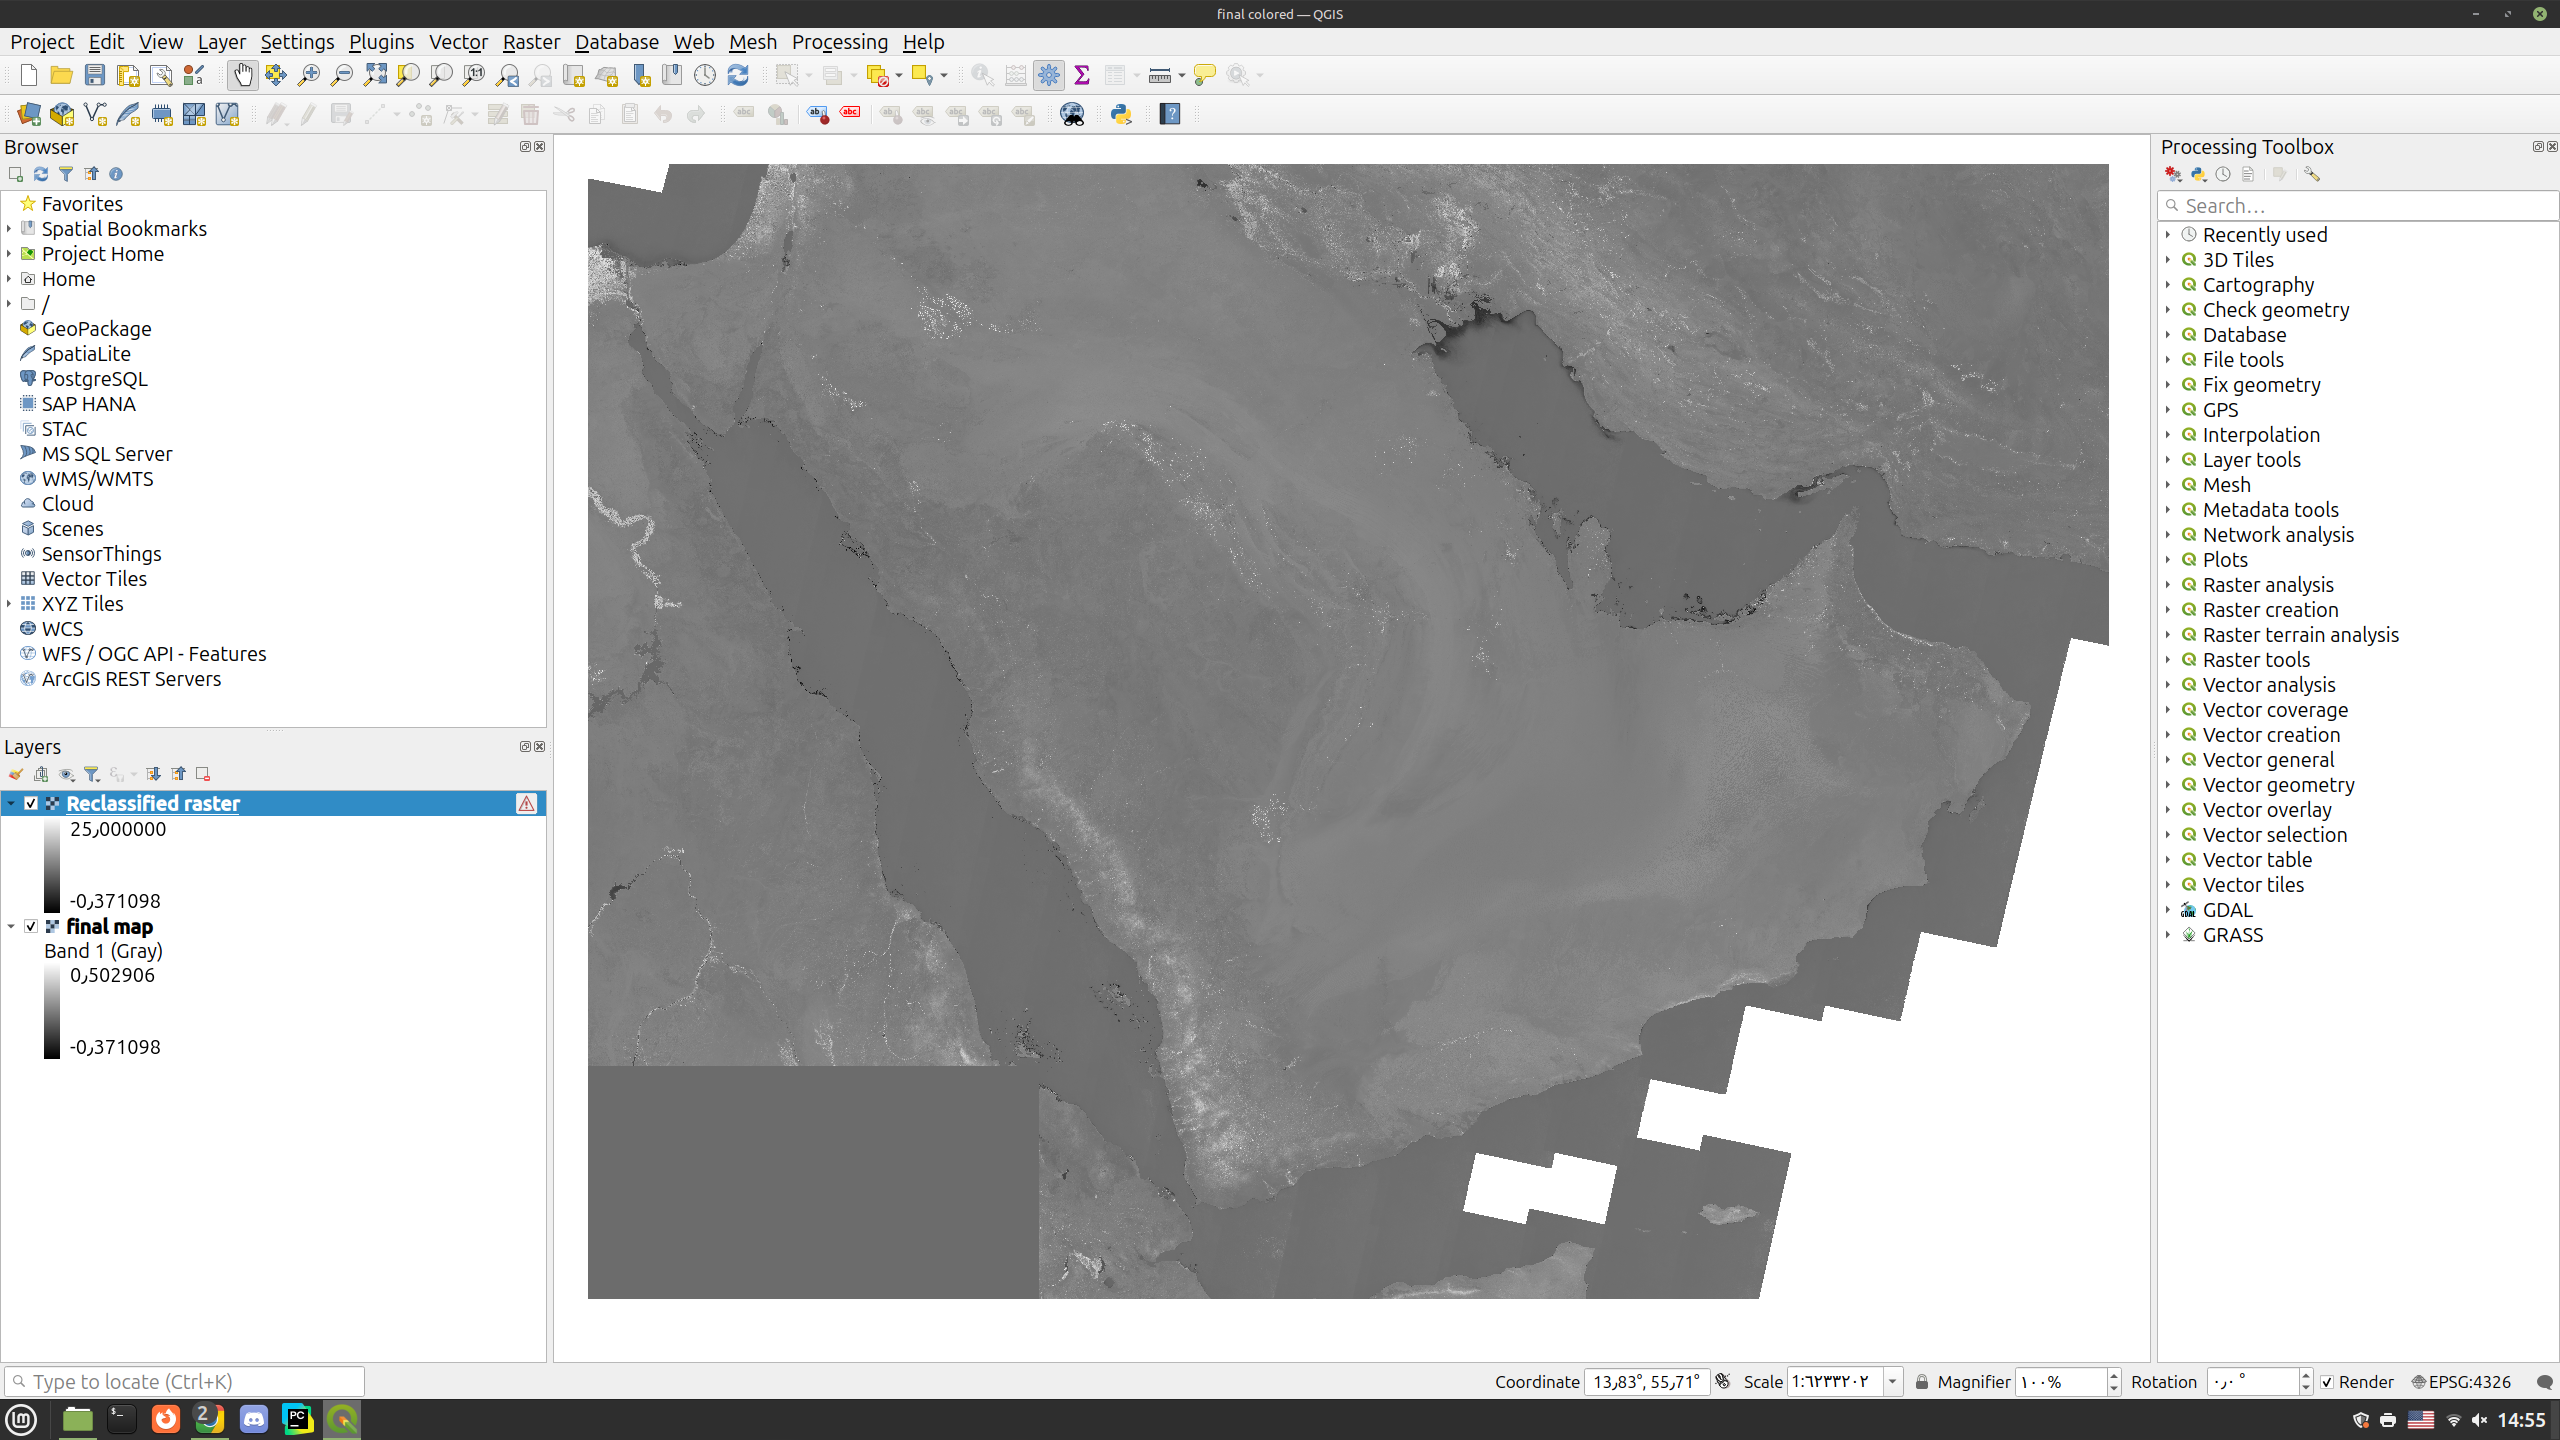 final colored — QGIS
Project Edit View Layer Settings Plugins Vector Raster Database Web Mesh Processing Help
Browser
Favorites
Spatial Bookmarks
Project Home
Home
/
GeoPackage
SpatiaLite
PostgreSQL
SAP HANA
STAC
MS SQL Server
WMS/WMTS
Cloud
Scenes
SensorThings
Vector Tiles
XYZ Tiles
WCS
WFS / OGC API - Features
ArcGIS REST Servers
Layers
Reclassified raster
25٫000000
-0٫371098
final map
Band 1 (Gray)
0٫502906
-0٫371098
Processing Toolbox
Search…
Recently used
3D Tiles
Cartography
Check geometry
Database
File tools
Fix geometry
GPS
Interpolation
Layer tools
Mesh
Metadata tools
Network analysis
Plots
Raster analysis
Raster creation
Raster terrain analysis
Raster tools
Vector analysis
Vector coverage
Vector creation
Vector general
Vector geometry
Vector overlay
Vector selection
Vector table
Vector tiles
GDAL
GRASS
Type to locate (Ctrl+K)
Coordinate 13٫83°, 55٫71° Scale 1:٦٢٣٣٢٠٢ Magnifier ١٠٠% Rotation ٠٫٠ ° Render EPSG:4326
2
14:55